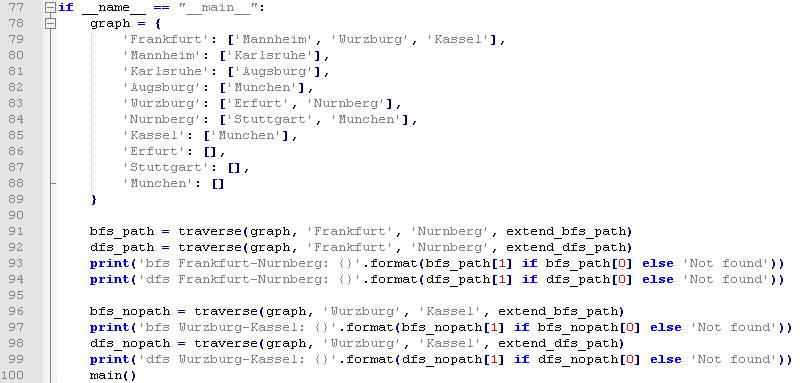 77 if __name__ == "__main__":
78     graph = {
79         'Frankfurt': ['Mannheim', 'Wurzburg', 'Kassel'],
80         'Mannheim': ['Karlsruhe'],
81         'Karlsruhe': ['Augsburg'],
82         'Augsburg': ['Munchen'],
83         'Wurzburg': ['Erfurt', 'Nurnberg'],
84         'Nurnberg': ['Stuttgart', 'Munchen'],
85         'Kassel': ['Munchen'],
86         'Erfurt': [],
87         'Stuttgart': [],
88         'Munchen': []
89     }
90
91     bfs_path = traverse(graph, 'Frankfurt', 'Nurnberg', extend_bfs_path)
92     dfs_path = traverse(graph, 'Frankfurt', 'Nurnberg', extend_dfs_path)
93     print('bfs Frankfurt-Nurnberg: {}'.format(bfs_path[1] if bfs_path[0] else 'Not found'))
94     print('dfs Frankfurt-Nurnberg: {}'.format(dfs_path[1] if dfs_path[0] else 'Not found'))
95
96     bfs_nopath = traverse(graph, 'Wurzburg', 'Kassel', extend_bfs_path)
97     print('bfs Wurzburg-Kassel: {}'.format(bfs_nopath[1] if bfs_nopath[0] else 'Not found'))
98     dfs_nopath = traverse(graph, 'Wurzburg', 'Kassel', extend_dfs_path)
99     print('dfs Wurzburg-Kassel: {}'.format(dfs_nopath[1] if dfs_nopath[0] else 'Not found'))
100     main()